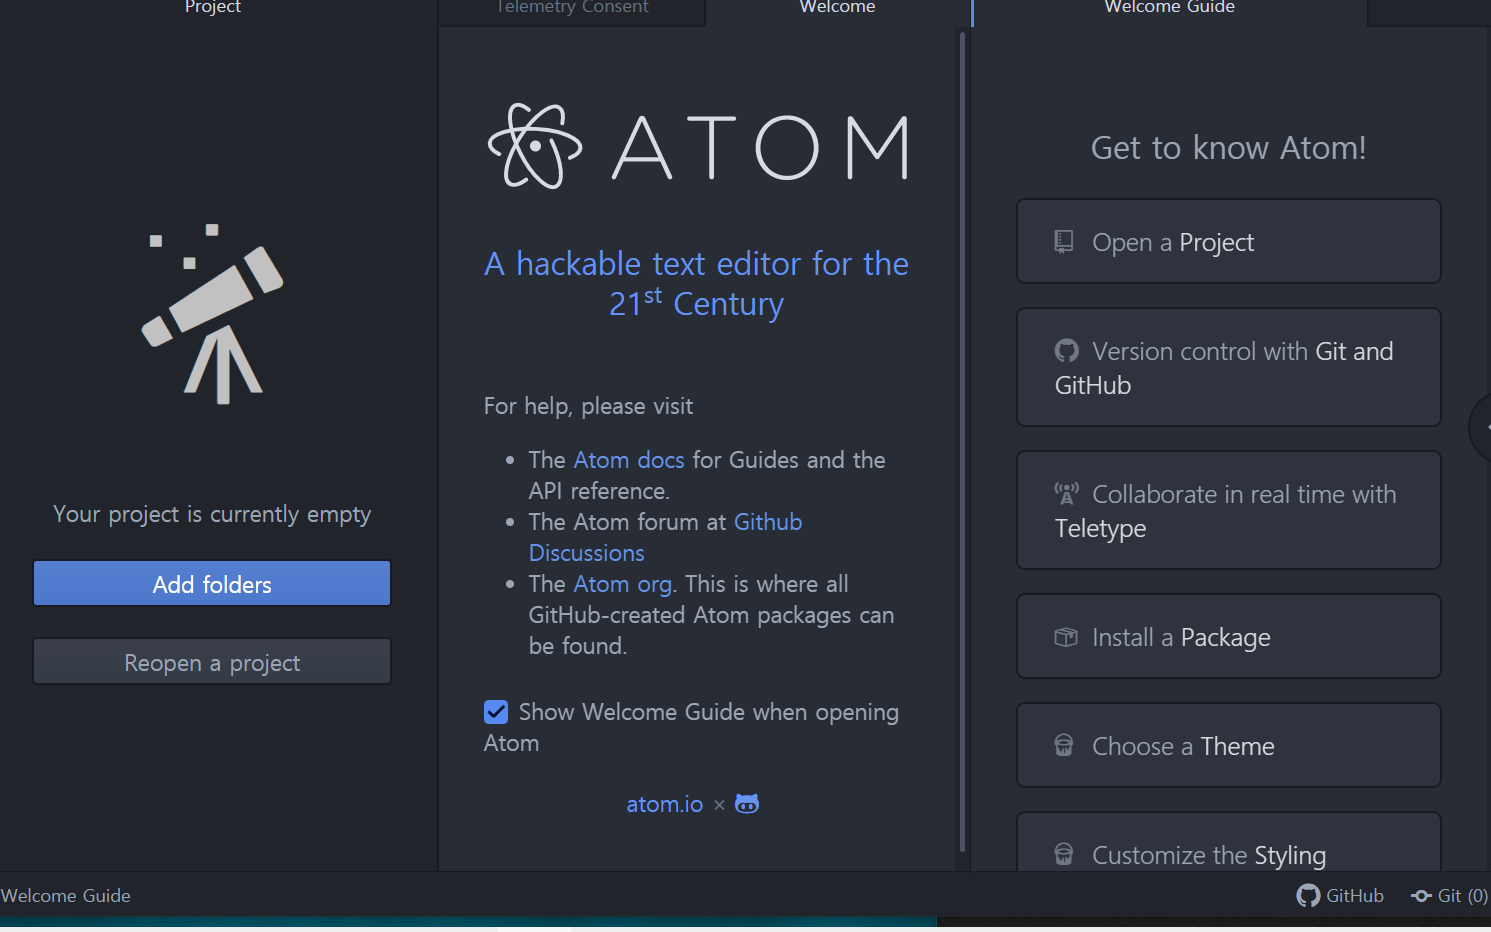 Project
Telemetry Consent
Welcome
Welcome Guide
Your project is currently empty
Add folders
Reopen a project
ATOM
A hackable text editor for the
21st Century
For help, please visit
The Atom docs for Guides and the
API reference.
The Atom forum at Github
Discussions
The Atom org. This is where all
GitHub-created Atom packages can
be found.
Show Welcome Guide when opening
Atom
atom.io ×
Get to know Atom!
Open a Project
Version control with Git and
GitHub
Collaborate in real time with
Teletype
Install a Package
Choose a Theme
Customize the Styling
Welcome Guide
GitHub
Git (0)